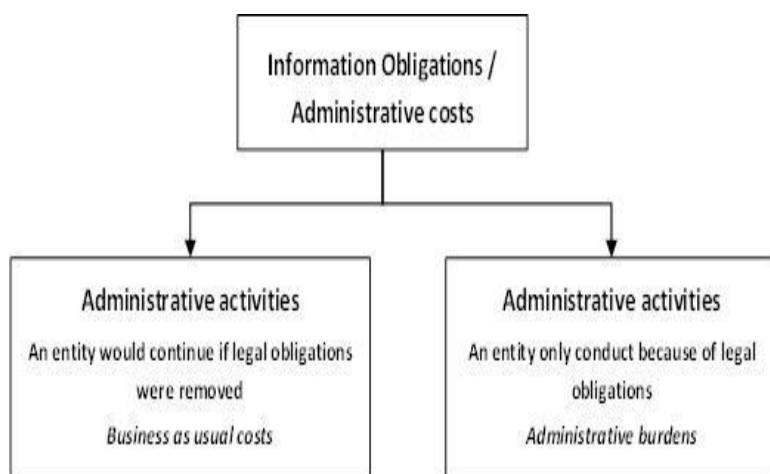 Information Obligations /
Administrative costs
Administrative activities
An entity would continue if legal obligations
were removed
Business as usual costs
Administrative activities
An entity only conduct because of legal
obligations
Administrative burdens